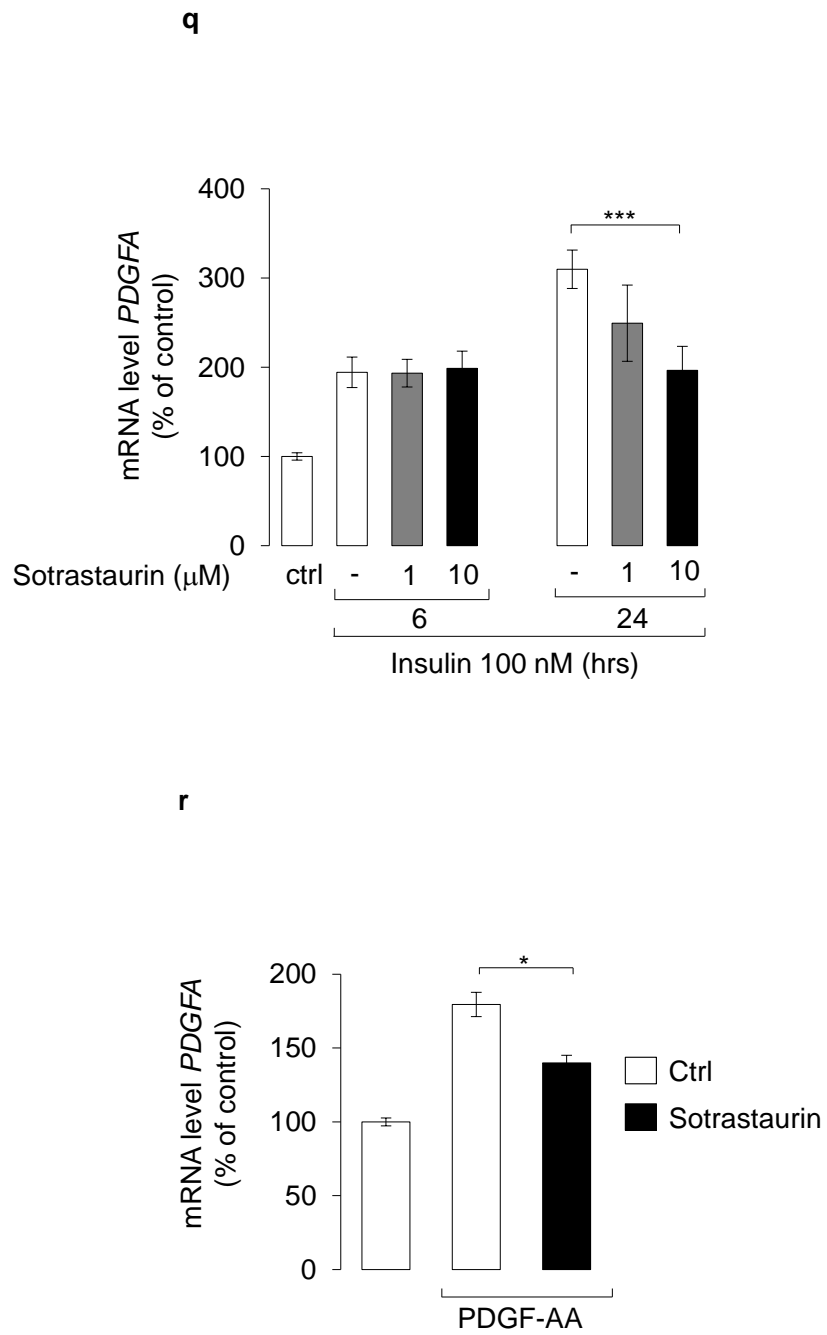 q
400
***
300
200
100
0
mRNA level PDGFA
(% of control)
Sotrastaurin (μM) ctrl - 1 10 - 1 10
6 24
Insulin 100 nM (hrs)
r
200
*
150
100
50
0
mRNA level PDGFA
(% of control)
Ctrl
Sotrastaurin
PDGF-AA